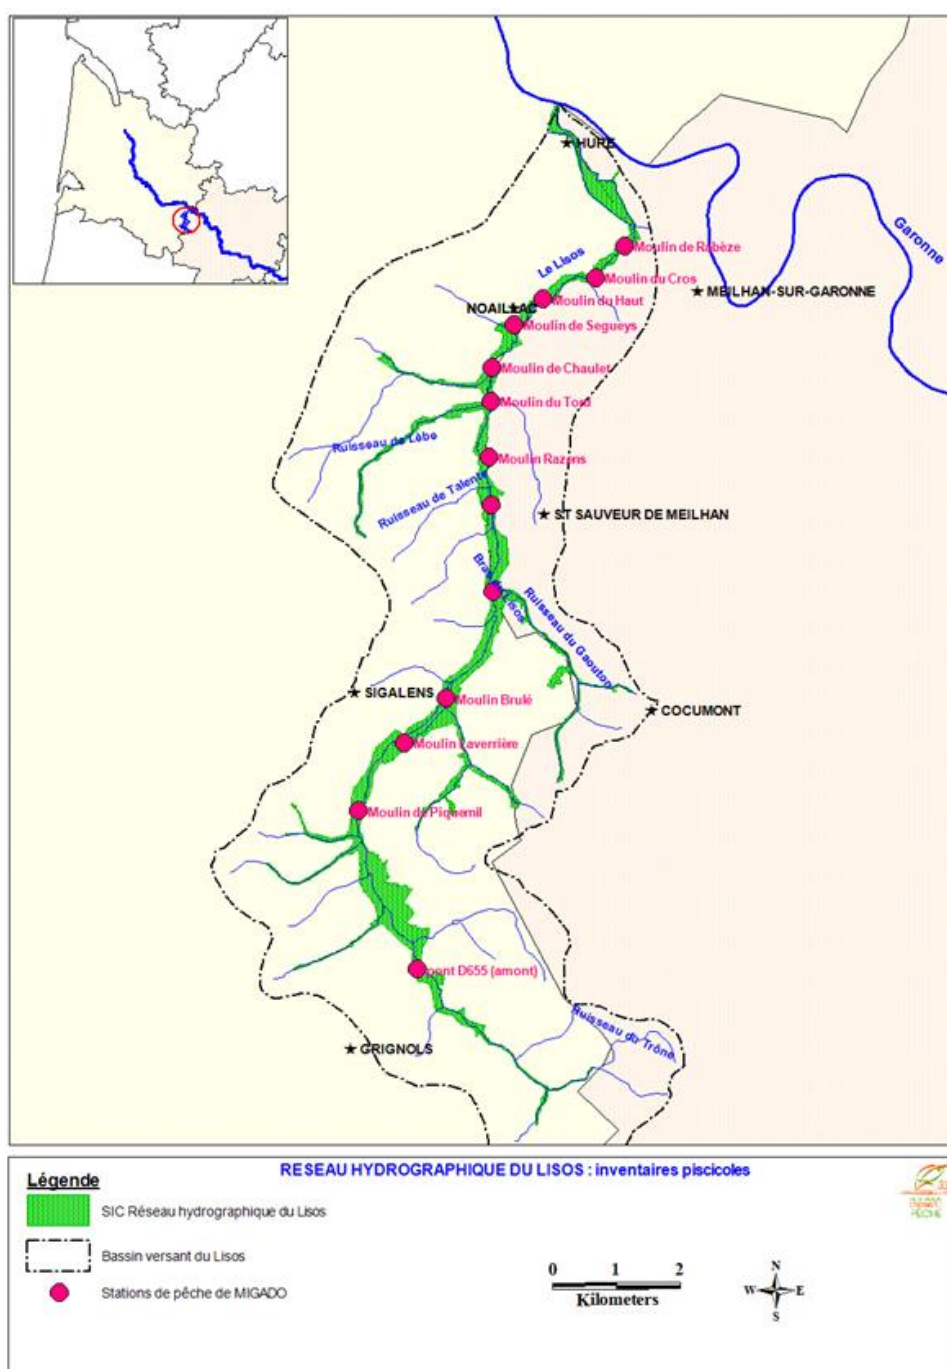 HURE
Garonne
Moulin de Rabèze
Le Lisos
Moulin du Cros
MEILHAN-SUR-GARONNE
Moulin du Haut
NOAILLAC
Moulin de Segueys
Moulin de Chaulet
Moulin du Tord
Ruisseau de Lèbe
Moulin Razens
Ruisseau de Talente
ST SAUVEUR DE MEILHAN
Bras Lisos
Ruisseau du Gaouton
SIGALENS
Moulin Brulé
COCUMONT
Moulin Laverrière
Moulin de Piquemil
pont D655 (amont)
Ruisseau du Trône
GRIGNOLS
RESEAU HYDROGRAPHIQUE DU LISOS : inventaires piscicoles
Légende
SIC Réseau hydrographique du Lisos
Bassin versant du Lisos
Stations de pêche de MIGADO
0 1 2
Kilometers
N
W E
S
PÊCHE